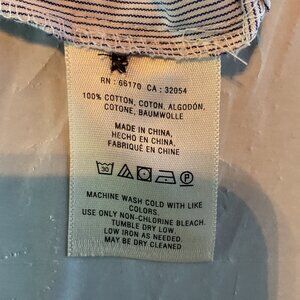 RN : 66170 CA : 32054
100% COTTON, COTON, ALGODÓN,
COTONE, BAUMWOLLE
MADE IN CHINA,
HECHO EN CHINA,
FABRIQUÉ EN CHINE
30 P
MACHINE WASH COLD WITH LIKE
COLORS.
USE ONLY NON-CHLORINE BLEACH.
TUMBLE DRY LOW.
LOW IRON AS NEEDED.
MAY BE DRY CLEANED